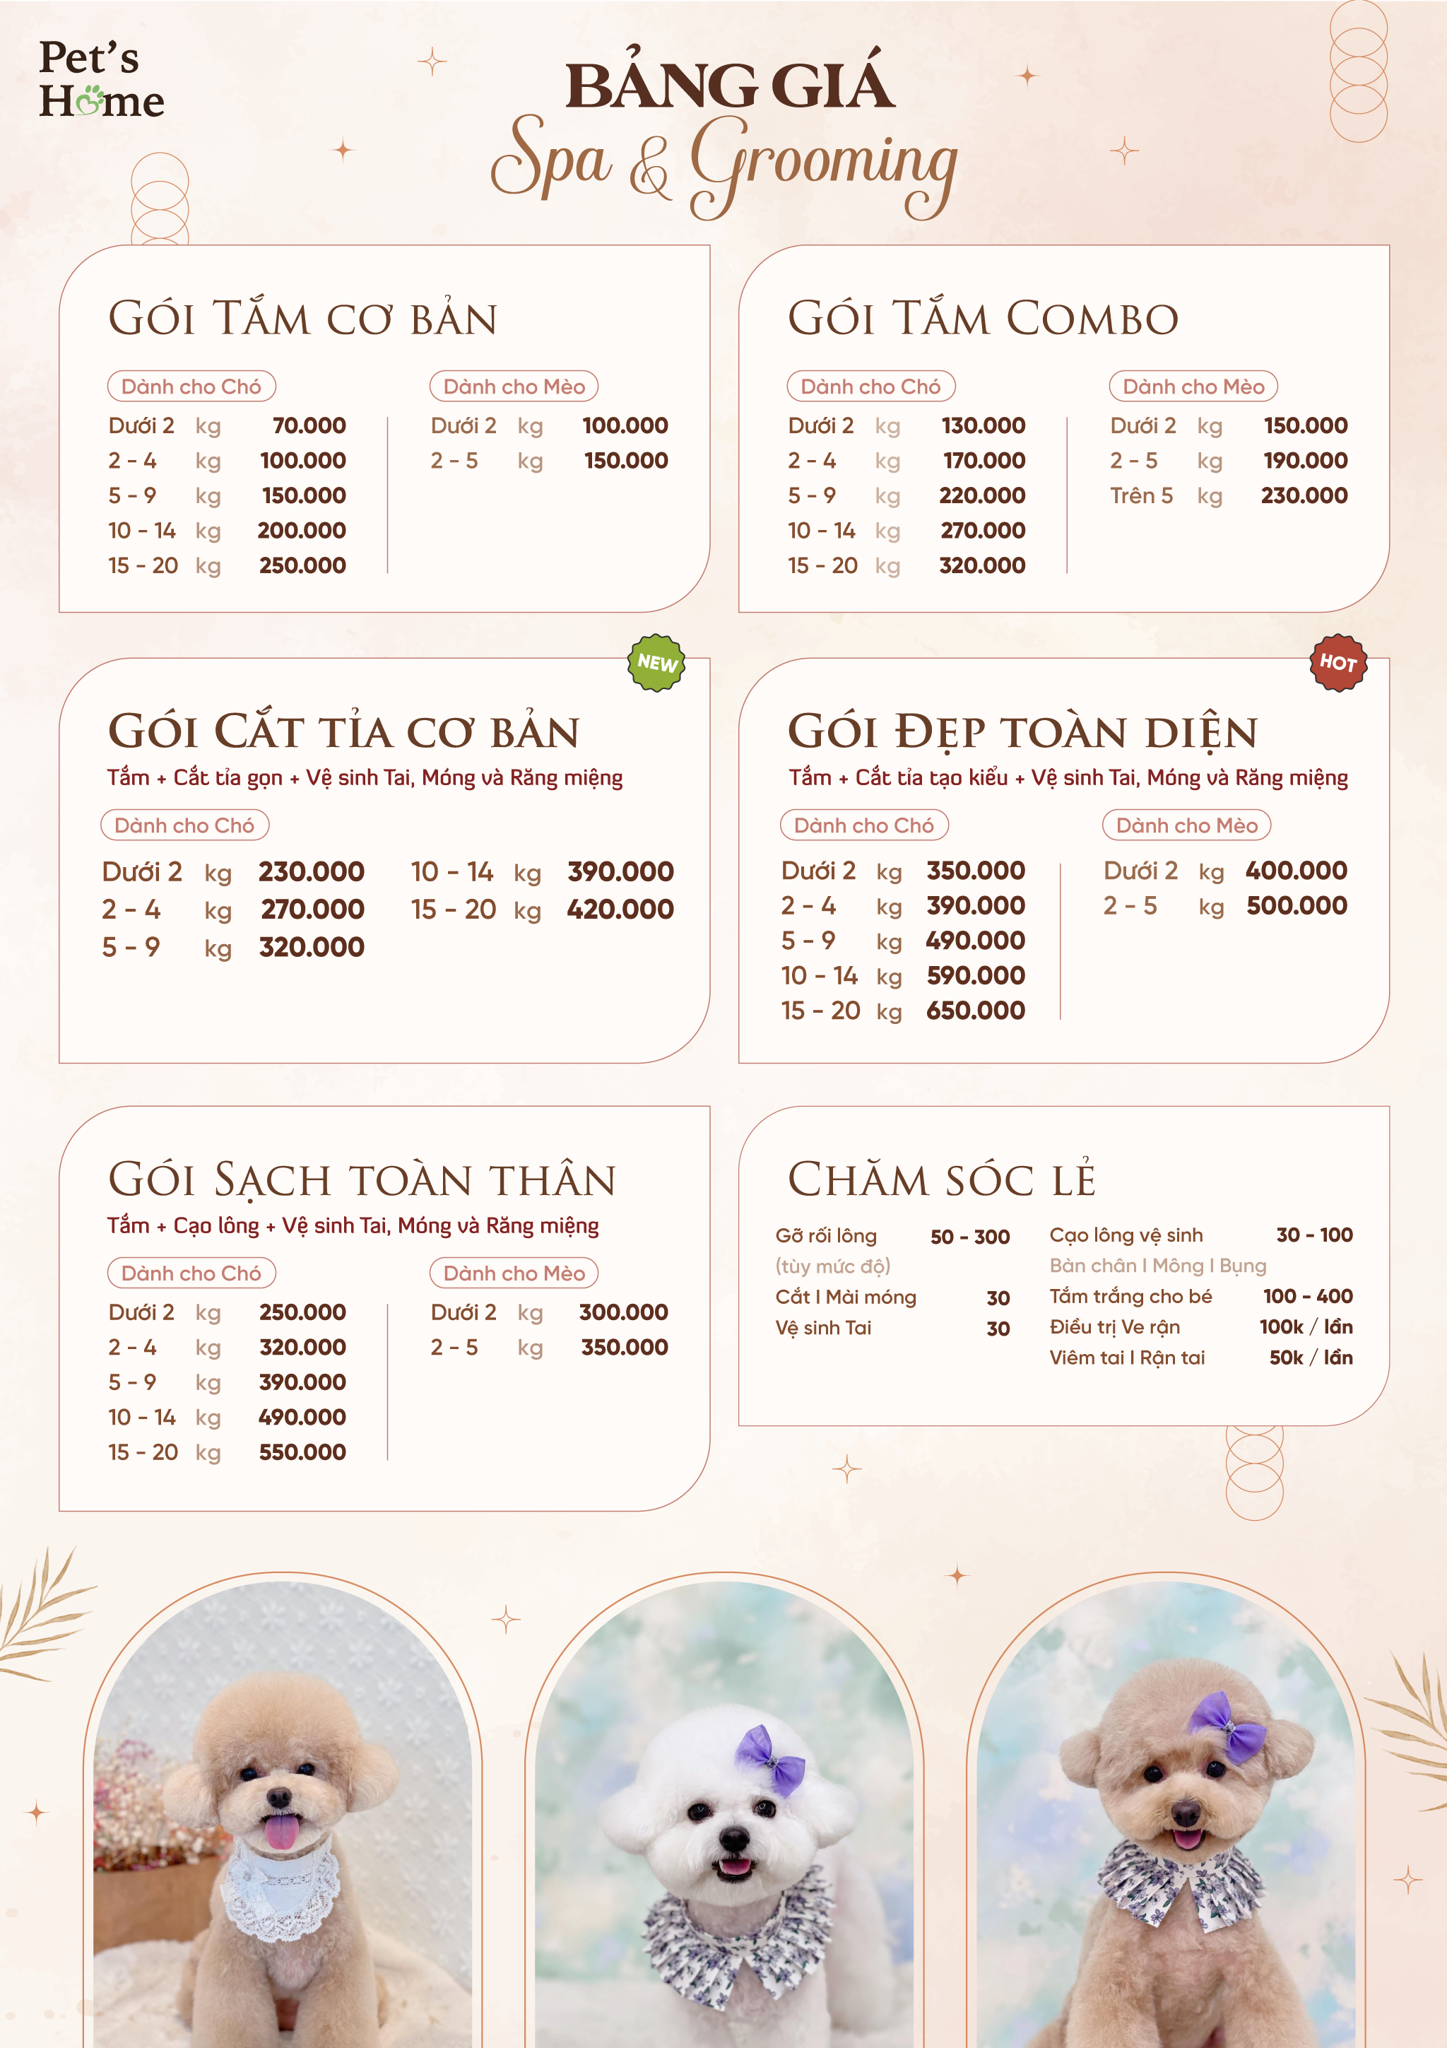 Pet's
Home
BẢNG GIÁ
Spa & Grooming
GÓI TẮM CƠ BẢN
Dành cho Chó
Dưới 2 kg 70.000
2 - 4 kg 100.000
5 - 9 kg 150.000
10 - 14 kg 200.000
15 - 20 kg 250.000
Dành cho Mèo
Dưới 2 kg 100.000
2 - 5 kg 150.000
GÓI TẮM COMBO
Dành cho Chó
Dưới 2 kg 130.000
2 - 4 kg 170.000
5 - 9 kg 220.000
10 - 14 kg 270.000
15 - 20 kg 320.000
Dành cho Mèo
Dưới 2 kg 150.000
2 - 5 kg 190.000
Trên 5 kg 230.000
NEW
GÓI CẮT TỈA CƠ BẢN
Tắm + Cắt tỉa gọn + Vệ sinh Tai, Móng và Răng miệng
Dành cho Chó
Dưới 2 kg 230.000
2 - 4 kg 270.000
5 - 9 kg 320.000
10 - 14 kg 390.000
15 - 20 kg 420.000
HOT
GÓI ĐẸP TOÀN DIỆN
Tắm + Cắt tỉa tạo kiểu + Vệ sinh Tai, Móng và Răng miệng
Dành cho Chó
Dưới 2 kg 350.000
2 - 4 kg 390.000
5 - 9 kg 490.000
10 - 14 kg 590.000
15 - 20 kg 650.000
Dành cho Mèo
Dưới 2 kg 400.000
2 - 5 kg 500.000
GÓI SẠCH TOÀN THÂN
Tắm + Cạo lông + Vệ sinh Tai, Móng và Răng miệng
Dành cho Chó
Dưới 2 kg 250.000
2 - 4 kg 320.000
5 - 9 kg 390.000
10 - 14 kg 490.000
15 - 20 kg 550.000
Dành cho Mèo
Dưới 2 kg 300.000
2 - 5 kg 350.000
CHĂM SÓC LẺ
Gỡ rối lông 50 - 300
(tùy mức độ)
Cắt I Mài móng 30
Vệ sinh Tai 30
Cạo lông vệ sinh 30 - 100
Bàn chân I Mông I Bụng
Tắm trắng cho bé 100 - 400
Điều trị Ve rận 100k / lần
Viêm tai I Rận tai 50k / lần